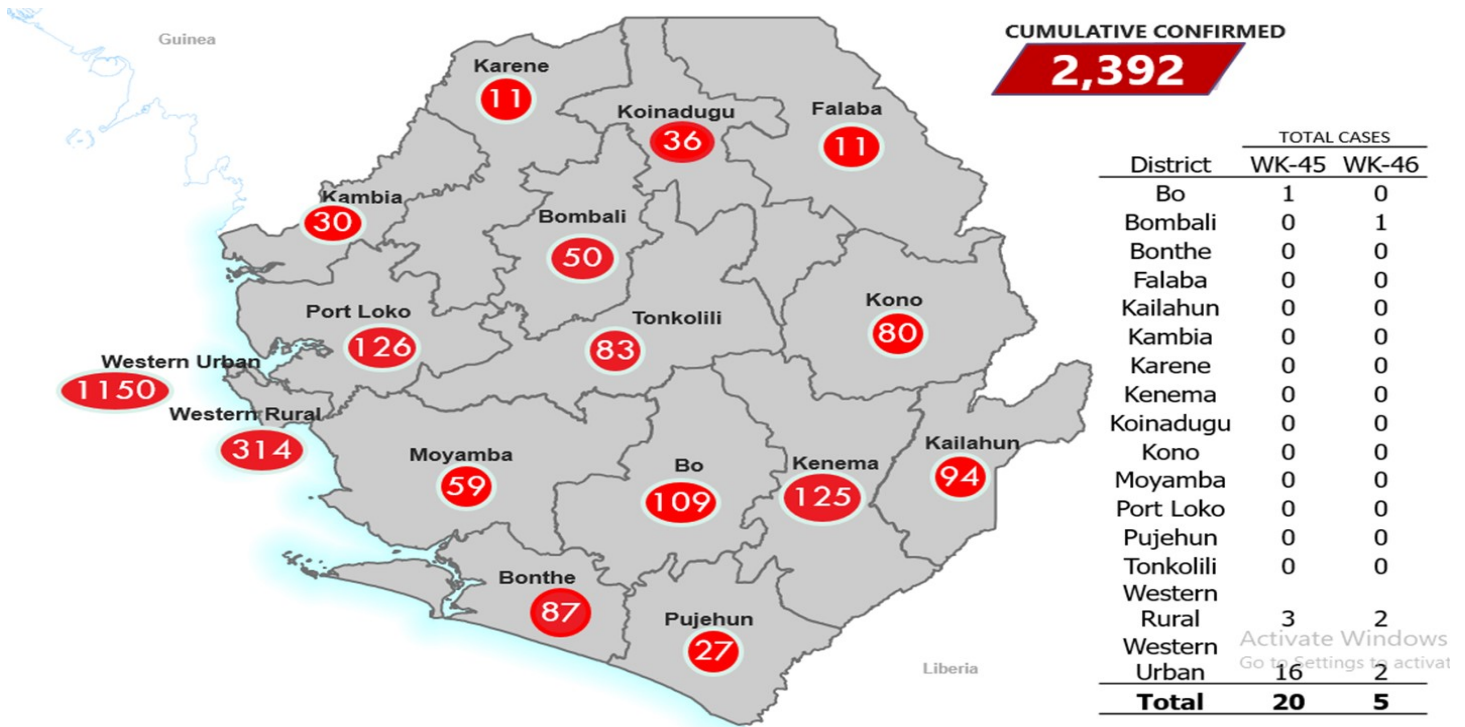 Guinea
CUMULATIVE CONFIRMED
2,392
Karene
11
Koinadugu
36
Falaba
11
Kambia
30
Bombali
50
Port Loko
126
Tonkolili
83
Kono
80
Western Urban
1150
Western Rural
314
Moyamba
59
Bo
109
Kenema
125
Kailahun
94
Bonthe
87
Pujehun
27
Liberia
TOTAL CASES
District WK-45 WK-46
Bo 1 0
Bombali 0 1
Bonthe 0 0
Falaba 0 0
Kailahun 0 0
Kambia 0 0
Karene 0 0
Kenema 0 0
Koinadugu 0 0
Kono 0 0
Moyamba 0 0
Port Loko 0 0
Pujehun 0 0
Tonkolili 0 0
Western
Rural 3 2
Western
Urban 16 2
Total 20 5
Activate Windows
Go to Settings to activat